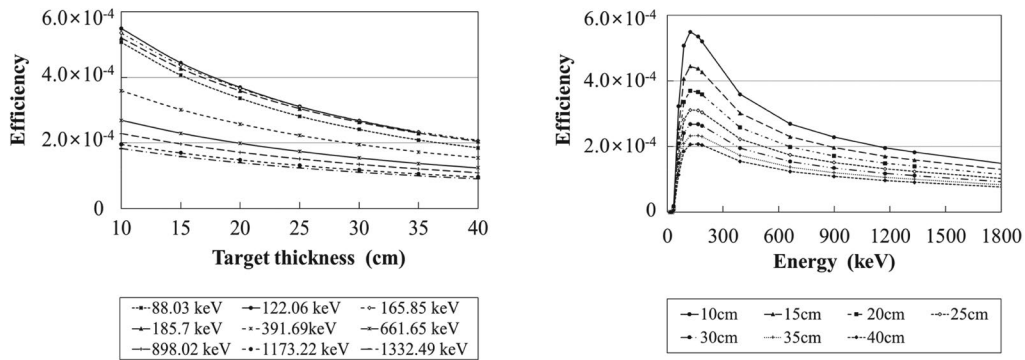 6.0×10⁻⁴
4.0×10⁻⁴
2.0×10⁻⁴
0
Efficiency
10 15 20 25 30 35 40
Target thickness (cm)
88.03 keV 122.06 keV 165.85 keV
185.7 keV 391.69keV 661.65 keV
898.02 keV 1173.22 keV 1332.49 keV
6.0×10⁻⁴
4.0×10⁻⁴
2.0×10⁻⁴
0
Efficiency
0 300 600 900 1200 1500 1800
Energy (keV)
10cm 15cm 20cm 25cm
30cm 35cm 40cm